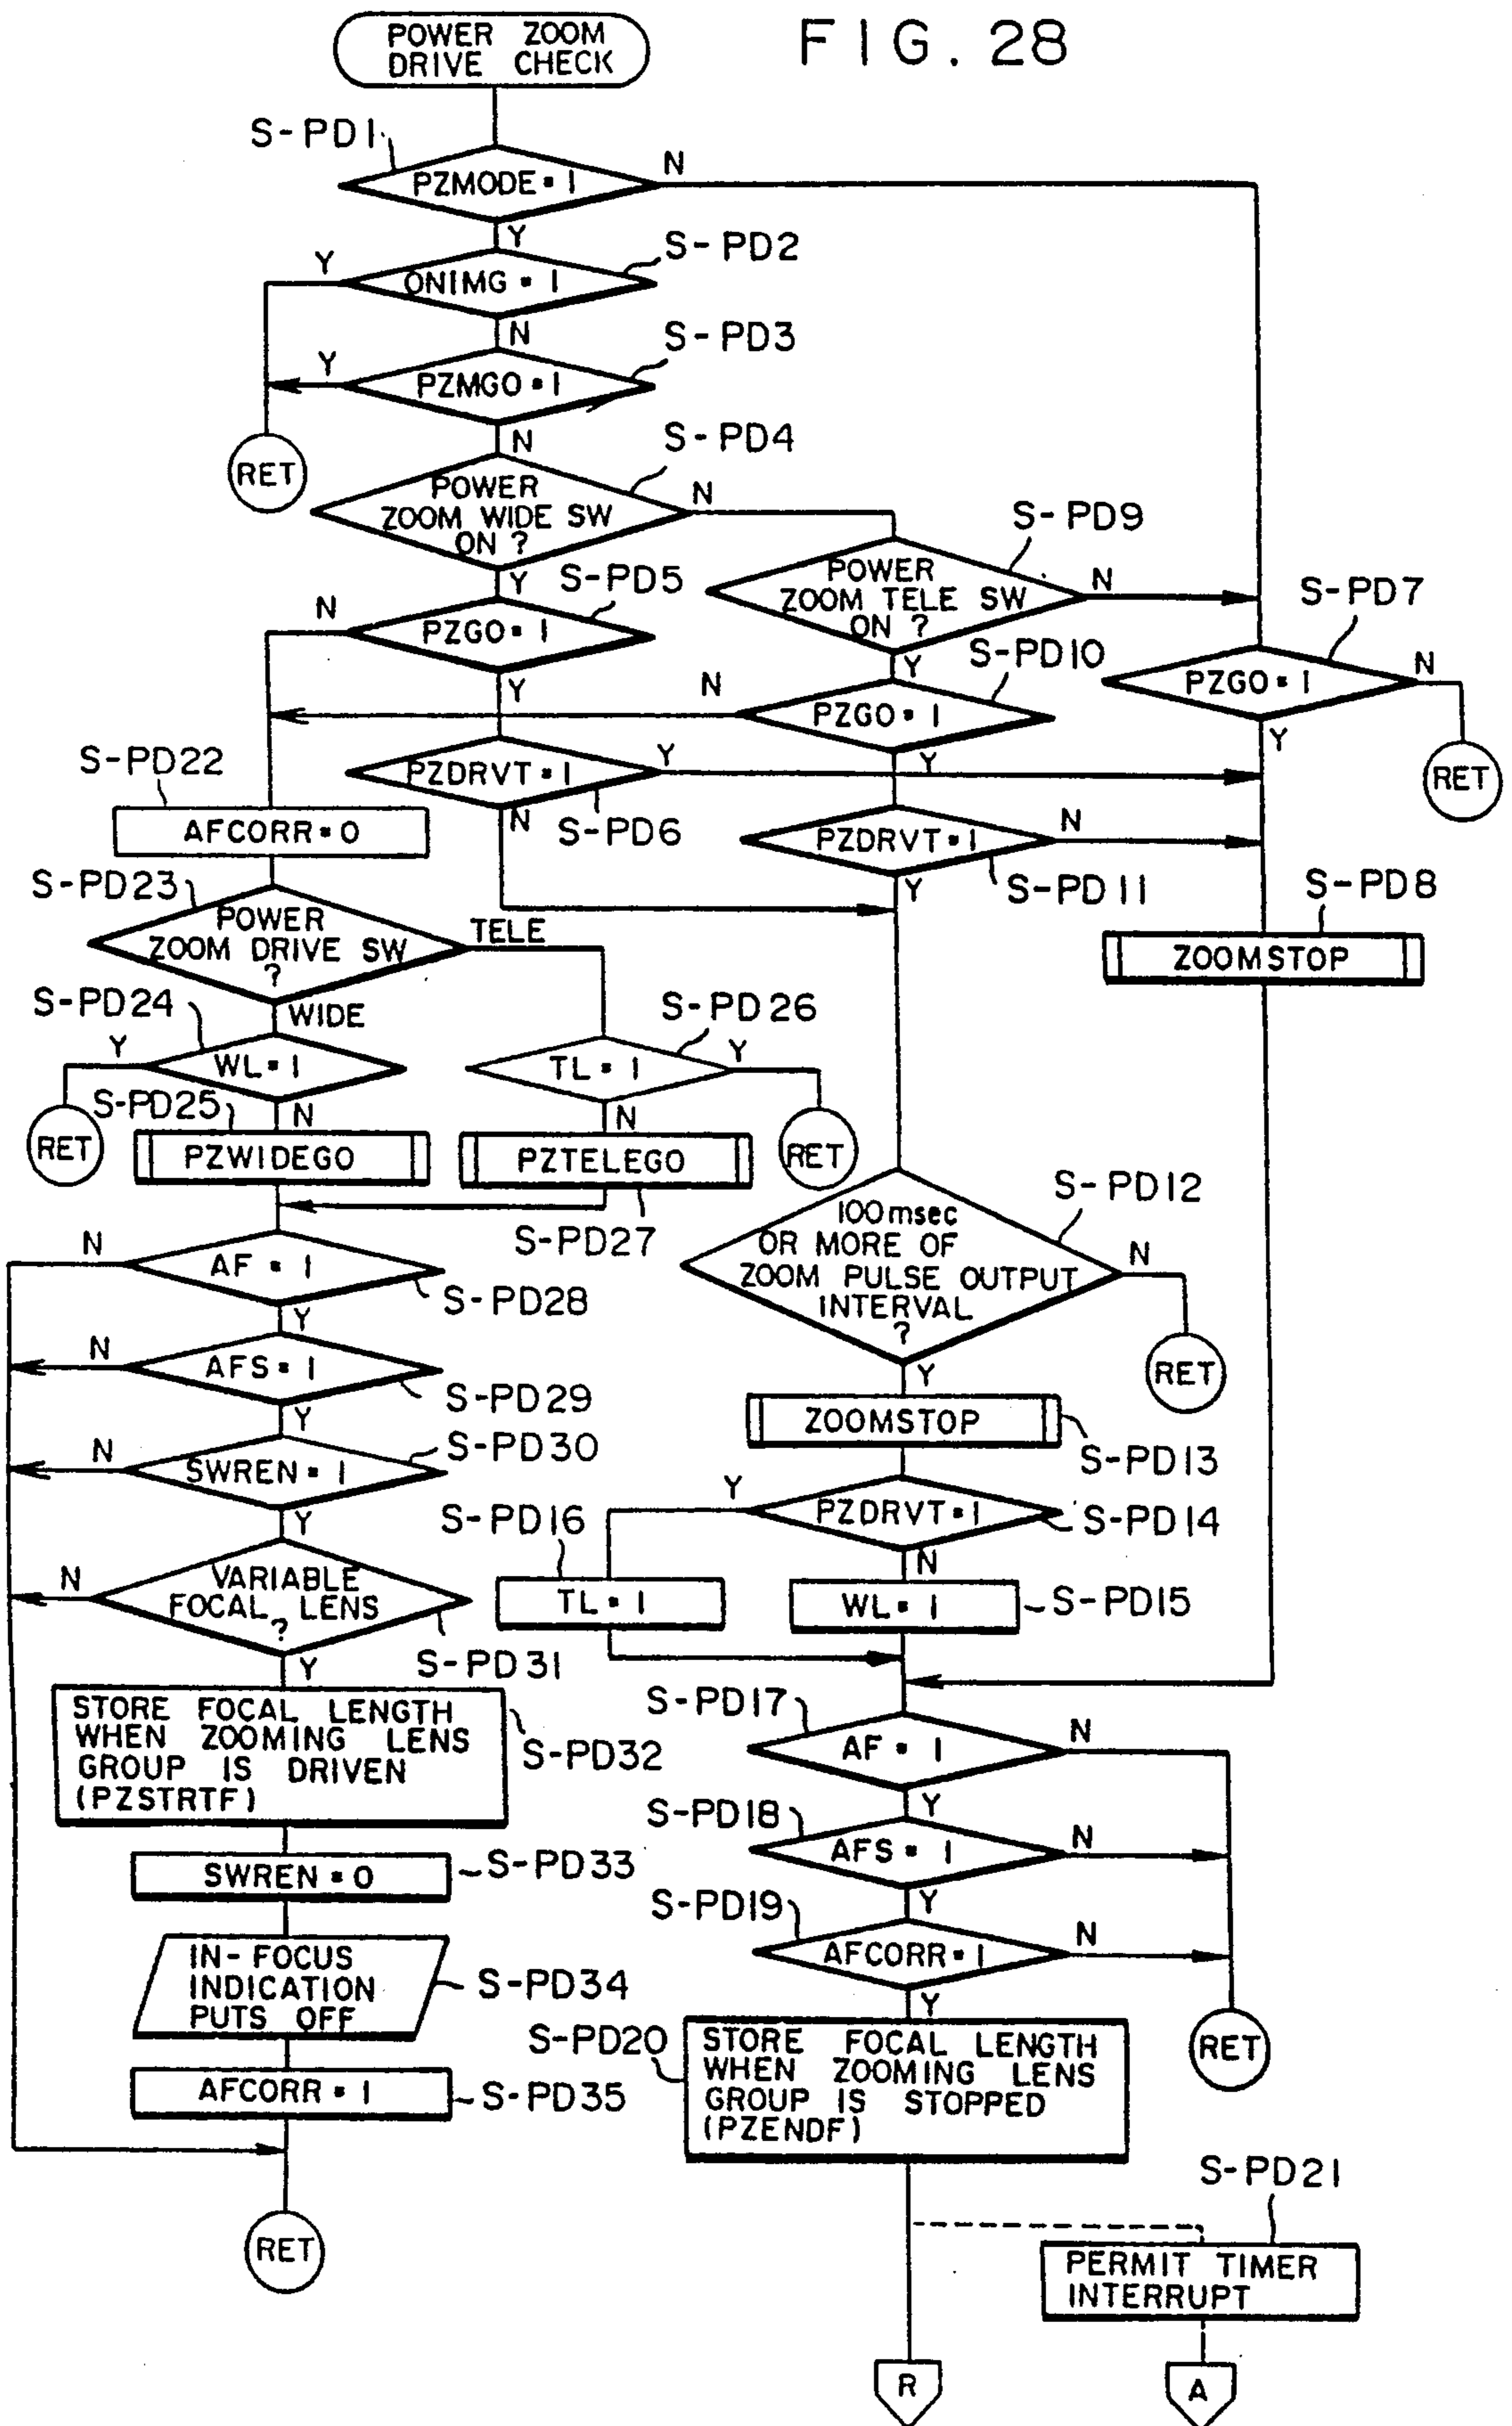 FIG. 28
POWER ZOOM
DRIVE CHECK
S-PD1
PZMODE=1
N
Y
S-PD2
Y
ONIMG=1
N
S-PD3
Y
PZMGO=1
N
RET
S-PD4
POWER
ZOOM WIDE SW
ON ?
N
Y
S-PD9
POWER
ZOOM TELE SW
ON ?
N
Y
S-PD5
N
PZGO=1
Y
S-PD7
PZGO=1
N
Y
RET
S-PD10
N
PZGO=1
Y
S-PD22
AFCORR=0
PZDRVT=1
Y
N
S-PD6
PZDRVT=1
N
Y
S-PD11
S-PD8
ZOOMSTOP
S-PD23
POWER
ZOOM DRIVE SW
?
TELE
WIDE
S-PD24
Y
WL=1
N
RET
S-PD26
TL=1
Y
N
RET
S-PD25
PZWIDEGO
PZTELEGO
S-PD27
S-PD12
100msec
OR MORE OF
ZOOM PULSE OUTPUT
INTERVAL
?
N
Y
RET
N
AF=1
Y
S-PD28
N
AFS=1
Y
S-PD29
ZOOMSTOP
S-PD13
N
SWREN=1
Y
S-PD30
Y
PZDRVT=1
N
S-PD14
S-PD16
TL=1
WL=1
S-PD15
N
VARIABLE
FOCAL LENS
?
Y
S-PD31
STORE FOCAL LENGTH
WHEN ZOOMING LENS
GROUP IS DRIVEN
(PZSTRTF)
S-PD32
S-PD17
AF=1
N
Y
S-PD18
AFS=1
N
Y
SWREN=0
S-PD33
S-PD19
AFCORR=1
N
Y
RET
IN-FOCUS
INDICATION
PUTS OFF
S-PD34
S-PD20
STORE FOCAL LENGTH
WHEN ZOOMING LENS
GROUP IS STOPPED
(PZENDF)
AFCORR=1
S-PD35
RET
S-PD21
PERMIT TIMER
INTERRUPT
R
A